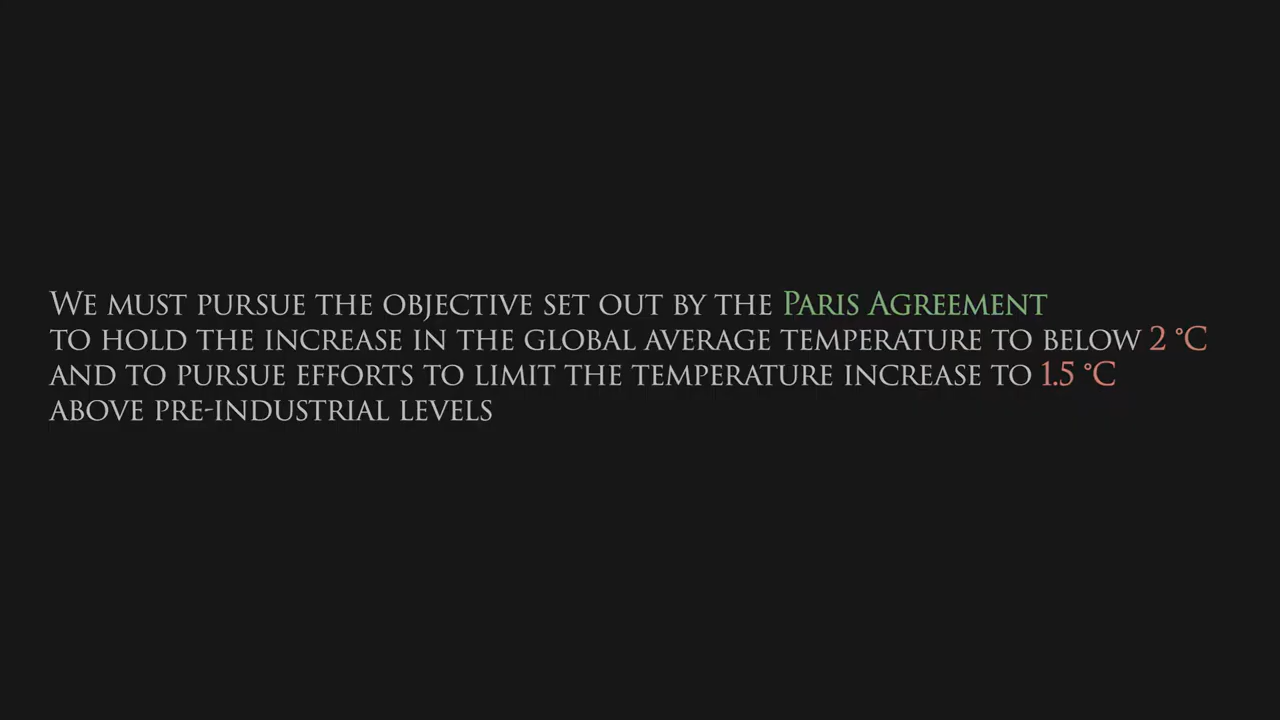 We must pursue the objective set out by the Paris Agreement
to hold the increase in the global average temperature to below 2 °C
and to pursue efforts to limit the temperature increase to 1.5 °C
above pre-industrial levels